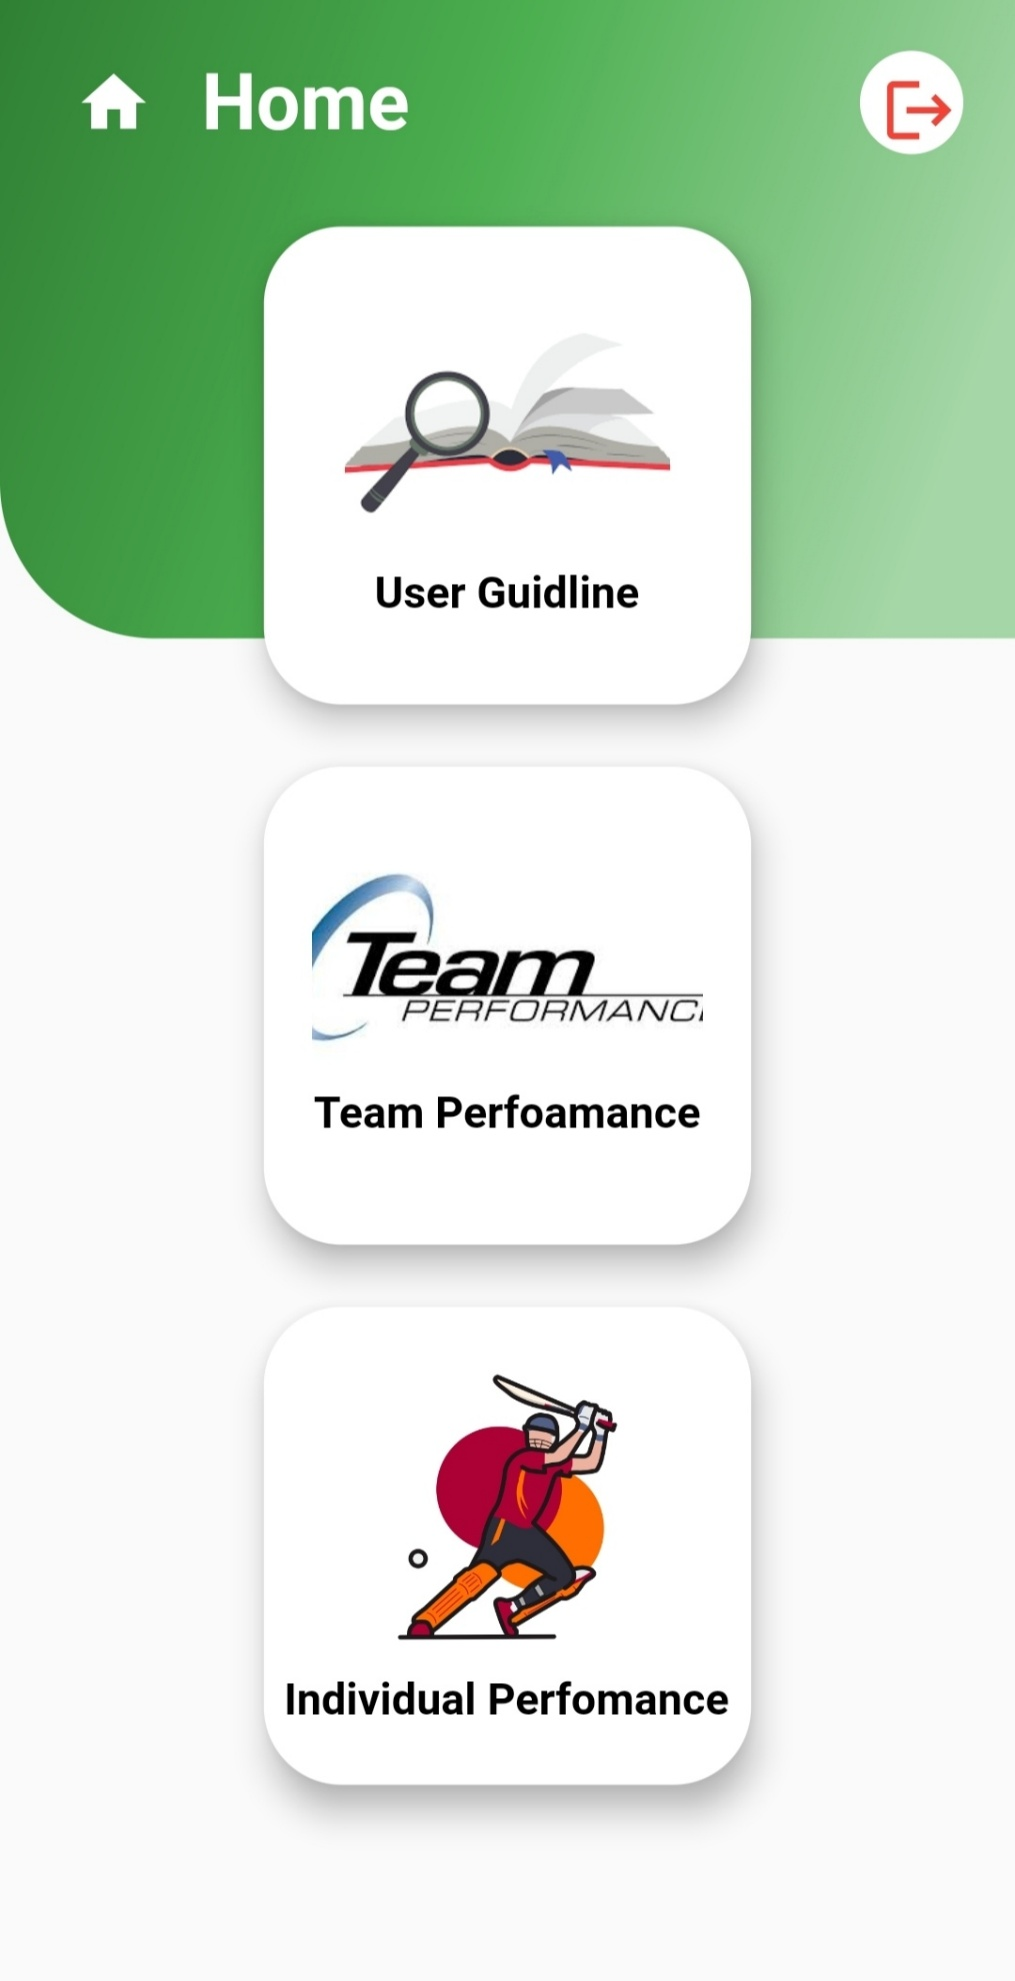 Home
User Guidline
Team
PERFORMANC
Team Perfoamance
Individual Perfomance